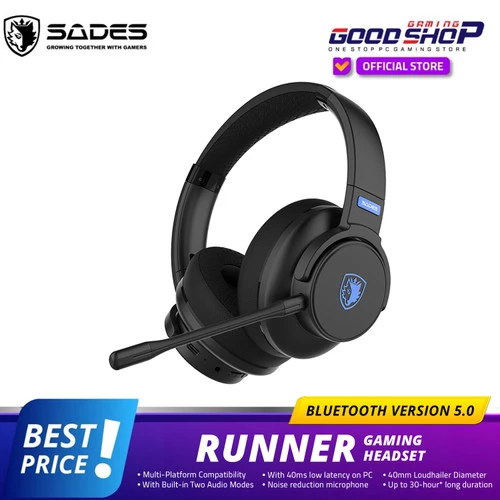 SADES
GROWING TOGETHER WITH GAMERS
GAMING
GOODSHOP
ONE STOP PC GAMING STORE
OFFICIAL STORE
SADES
BLUETOOTH VERSION 5.0
BEST
PRICE!
RUNNER GAMING
HEADSET
• Multi-Platform Compatibility
• With Built-in Two Audio Modes
• With 40ms low latency on PC
• Noise reduction microphone
• 40mm Loudhailer Diameter
• Up to 30-hour* long duration